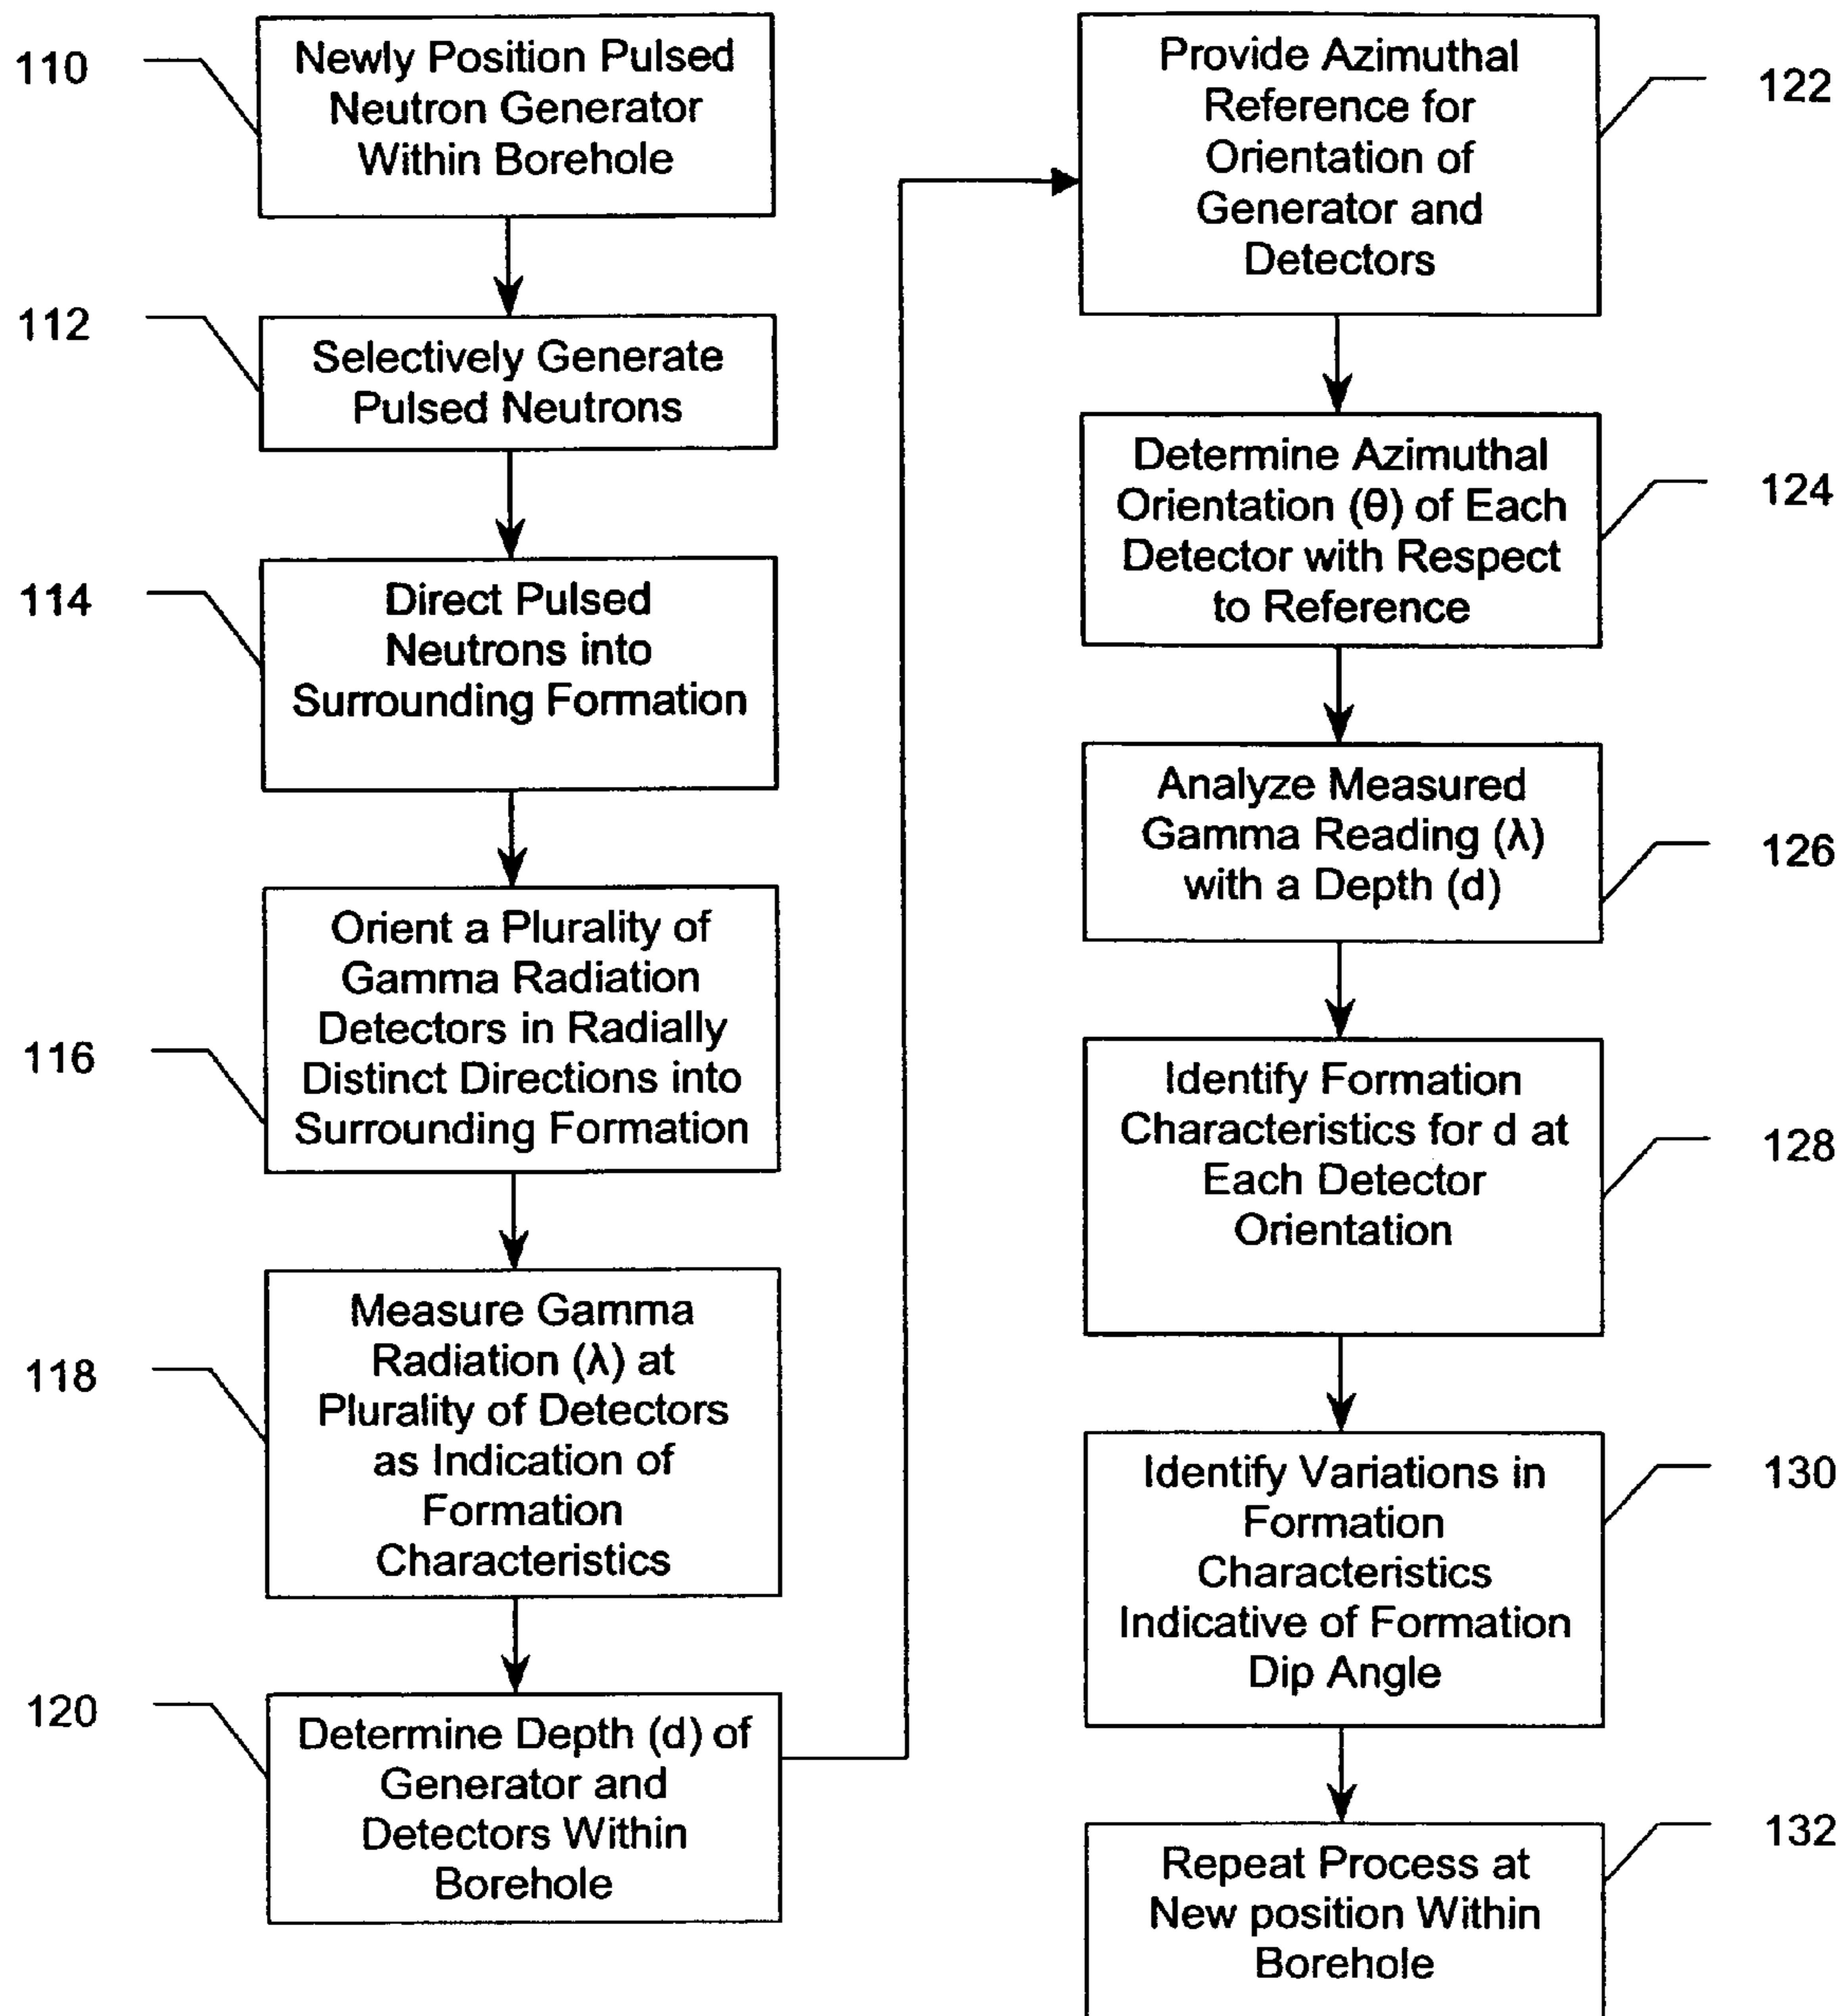 110
Newly Position Pulsed
Neutron Generator
Within Borehole
112
Selectively Generate
Pulsed Neutrons
114
Direct Pulsed
Neutrons into
Surrounding Formation
116
Orient a Plurality of
Gamma Radiation
Detectors in Radially
Distinct Directions into
Surrounding Formation
118
Measure Gamma
Radiation (λ) at
Plurality of Detectors
as Indication of
Formation
Characteristics
120
Determine Depth (d) of
Generator and
Detectors Within
Borehole
122
Provide Azimuthal
Reference for
Orientation of
Generator and
Detectors
124
Determine Azimuthal
Orientation (θ) of Each
Detector with Respect
to Reference
126
Analyze Measured
Gamma Reading (λ)
with a Depth (d)
128
Identify Formation
Characteristics for d at
Each Detector
Orientation
130
Identify Variations in
Formation
Characteristics
Indicative of Formation
Dip Angle
132
Repeat Process at
New position Within
Borehole